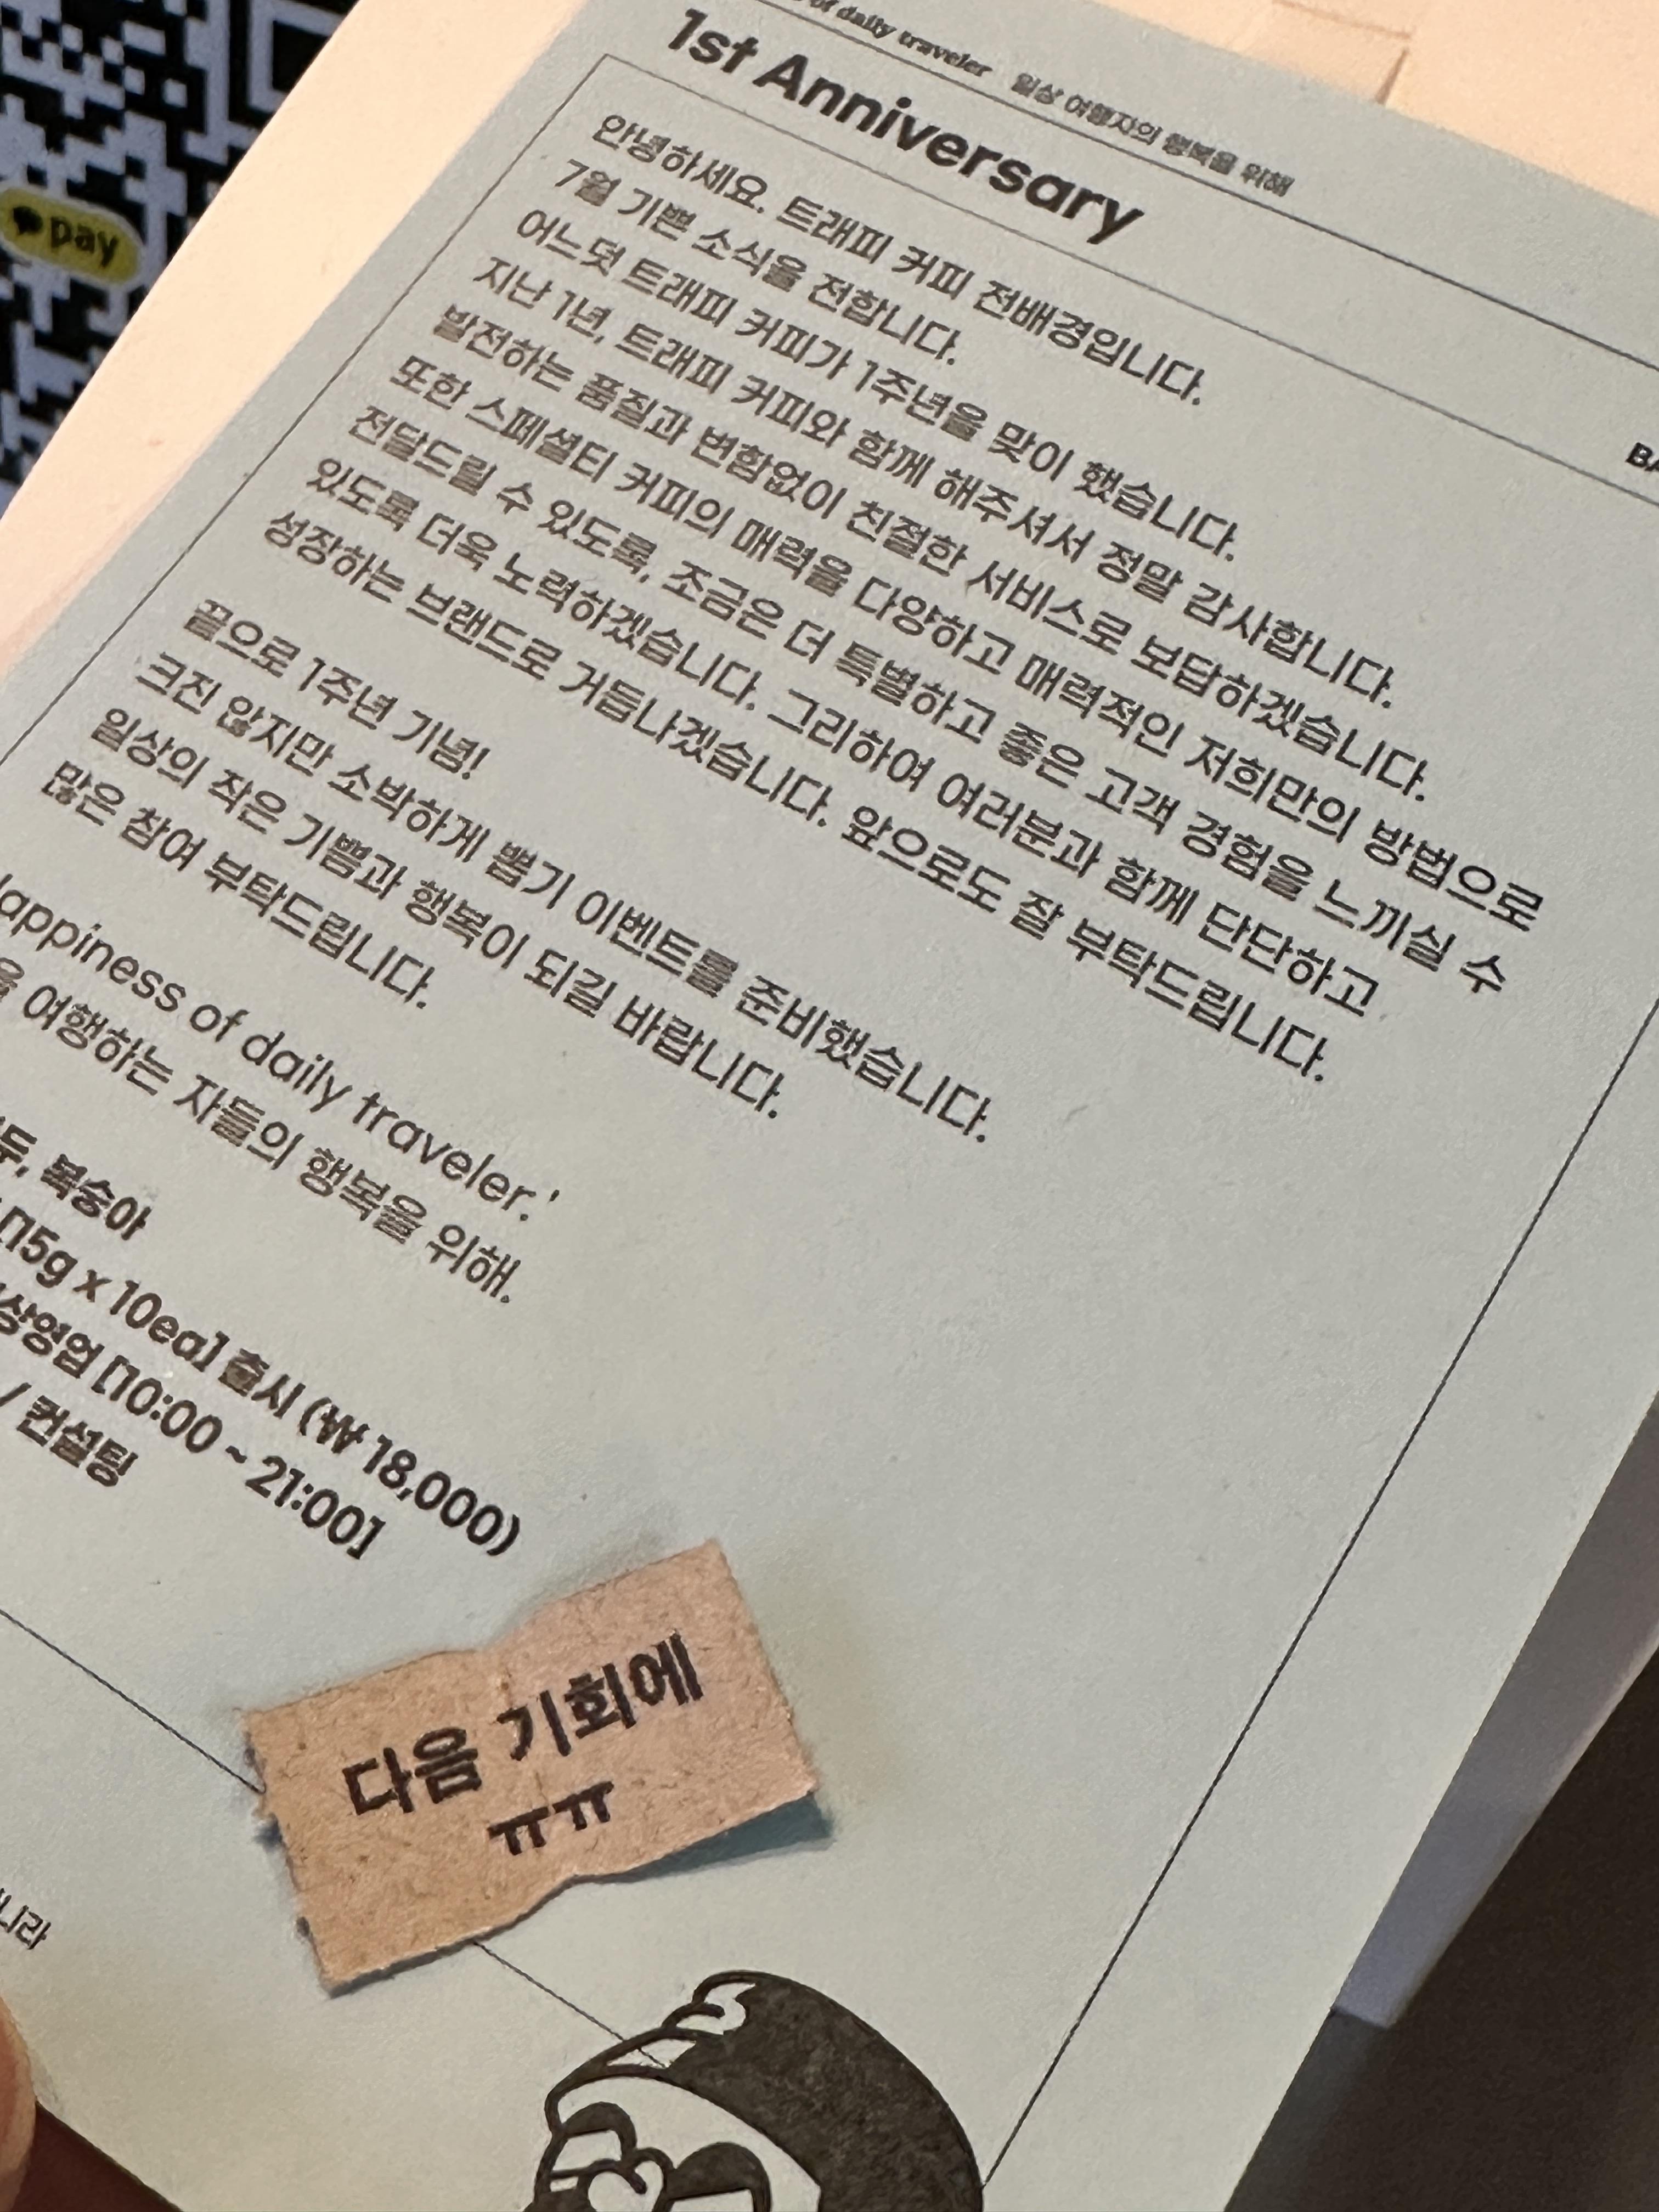 of daily traveler 일상 여행자의 행복을 위해
1st Anniversary
안녕하세요. 트래피 커피 전배경입니다.
7월 기쁜 소식을 전합니다.
어느덧 트래피 커피가 1주년을 맞이 했습니다.
지난 1년, 트래피 커피와 함께 해주셔서 정말 감사합니다.
발전하는 품질과 변함없이 친절한 서비스로 보답하겠습니다.
또한 스페셜티 커피의 매력을 다양하고 매력적인 저희만의 방법으로
전달드릴 수 있도록, 조금은 더 특별하고 좋은 고객 경험을 느끼실 수
있도록 더욱 노력하겠습니다. 그리하여 여러분과 함께 단단하고
성장하는 브랜드로 거듭나겠습니다. 앞으로도 잘 부탁드립니다.
끝으로 1주년 기념!
크진 않지만 소박하게 뽑기 이벤트를 준비했습니다.
일상의 작은 기쁨과 행복이 되길 바랍니다.
많은 참여 부탁드립니다.
appiness of daily traveler.'
을 여행하는 자들의 행복을 위해.
두, 복숭아
[15g x 10ea] 출시 (₩ 18,000)
상영업 [10:00 ~ 21:00]
/ 컨설팅
다음 기회에
ㅠㅠ
니라
BA
pay